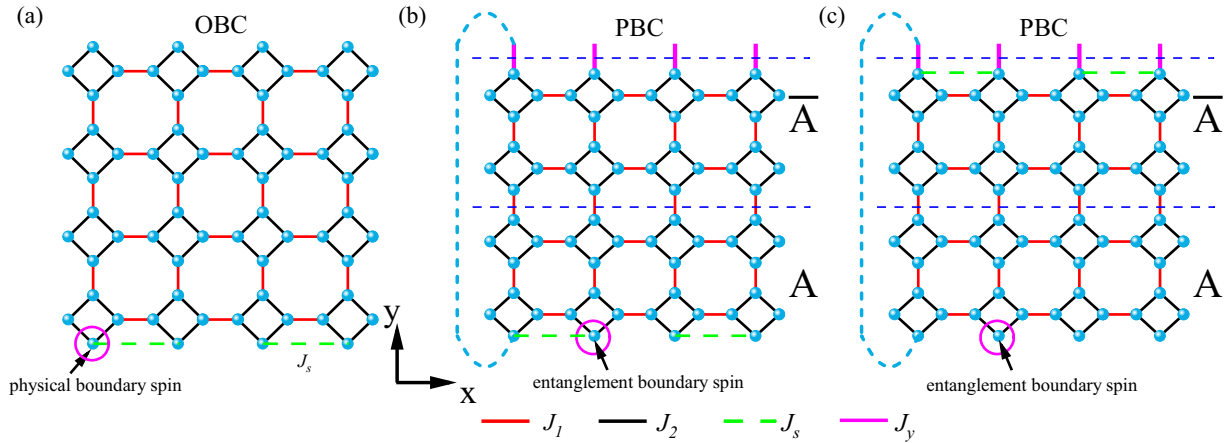 (a)
OBC
(b)
PBC
(c)
PBC
A
A
A
A
y
x
J_s
physical boundary spin
entanglement boundary spin
entanglement boundary spin
J_1
J_2
J_s
J_y